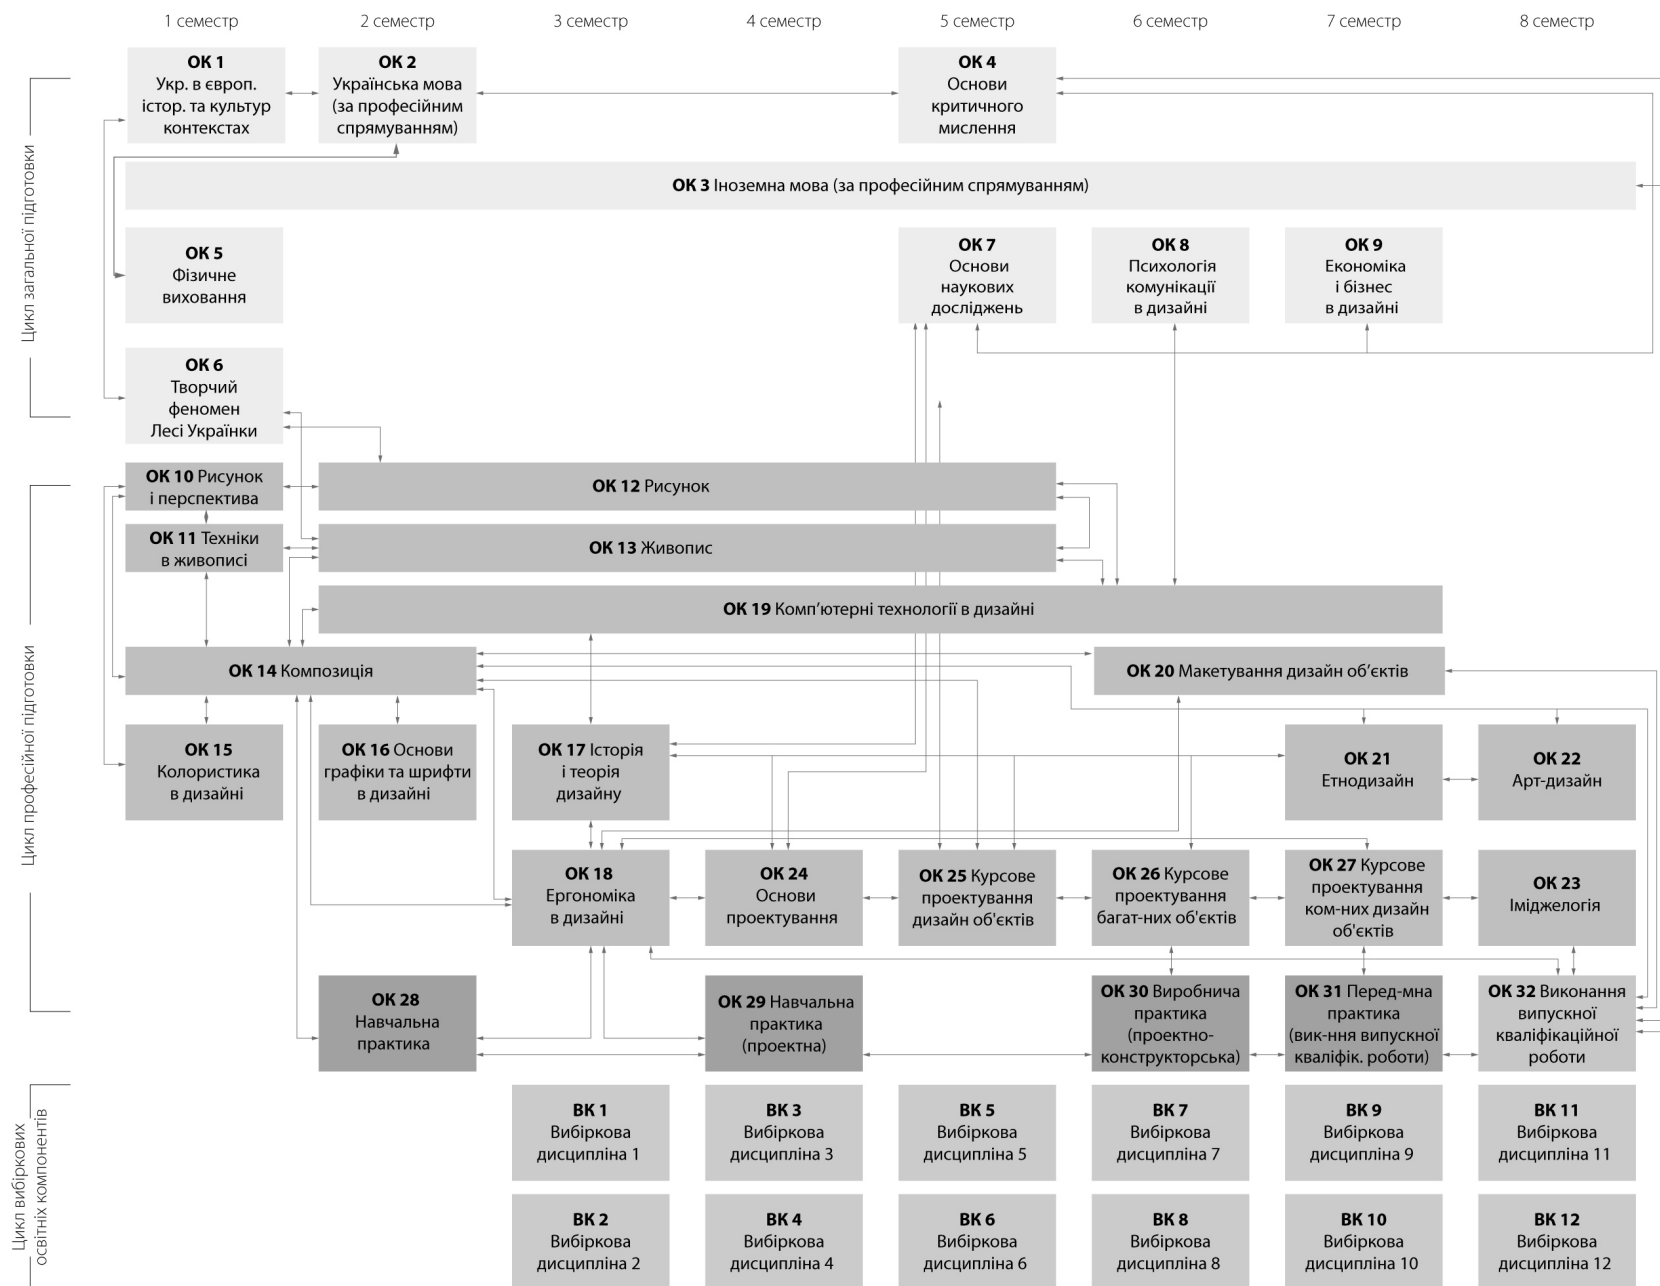 1 семестр
2 семестр
3 семестр
4 семестр
5 семестр
6 семестр
7 семестр
8 семестр
Цикл загальної підготовки
ОК 1
Укр. в європ.
істор. та культур
контекстах
ОК 2
Українська мова
(за професійним
спрямуванням)
ОК 4
Основи
критичного
мислення
ОК 3 Іноземна мова (за професійним спрямуванням)
ОК 5
Фізичне
виховання
ОК 7
Основи
наукових
досліджень
ОК 8
Психологія
комунікації
в дизайні
ОК 9
Економіка
і бізнес
в дизайні
ОК 6
Творчий
феномен
Лесі Українки
Цикл професійної підготовки
ОК 10 Рисунок
і перспектива
ОК 12 Рисунок
ОК 11 Техніки
в живописі
ОК 13 Живопис
ОК 19 Комп’ютерні технології в дизайні
ОК 14 Композиція
ОК 20 Макетування дизайн об’єктів
ОК 15
Колористика
в дизайні
ОК 16 Основи
графіки та шрифти
в дизайні
ОК 17 Історія
і теорія
дизайну
ОК 21
Етнодизайн
ОК 22
Арт-дизайн
ОК 18
Ергономіка
в дизайні
ОК 24
Основи
проектування
ОК 25 Курсове
проектування
дизайн об'єктів
ОК 26 Курсове
проектування
багат-них об'єктів
ОК 27 Курсове
проектування
ком-них дизайн
об'єктів
ОК 23
Іміджелогія
ОК 28
Навчальна
практика
ОК 29 Навчальна
практика
(проектна)
ОК 30 Виробнича
практика
(проектно-
конструкторська)
ОК 31 Перед-мна
практика
(вик-ння випускної
кваліфік. роботи)
ОК 32 Виконання
випускної
кваліфікаційної
роботи
Цикл вибіркових
освітніх компонентів
ВК 1
Вибіркова
дисципліна 1
ВК 3
Вибіркова
дисципліна 3
ВК 5
Вибіркова
дисципліна 5
ВК 7
Вибіркова
дисципліна 7
ВК 9
Вибіркова
дисципліна 9
ВК 11
Вибіркова
дисципліна 11
ВК 2
Вибіркова
дисципліна 2
ВК 4
Вибіркова
дисципліна 4
ВК 6
Вибіркова
дисципліна 6
ВК 8
Вибіркова
дисципліна 8
ВК 10
Вибіркова
дисципліна 10
ВК 12
Вибіркова
дисципліна 12